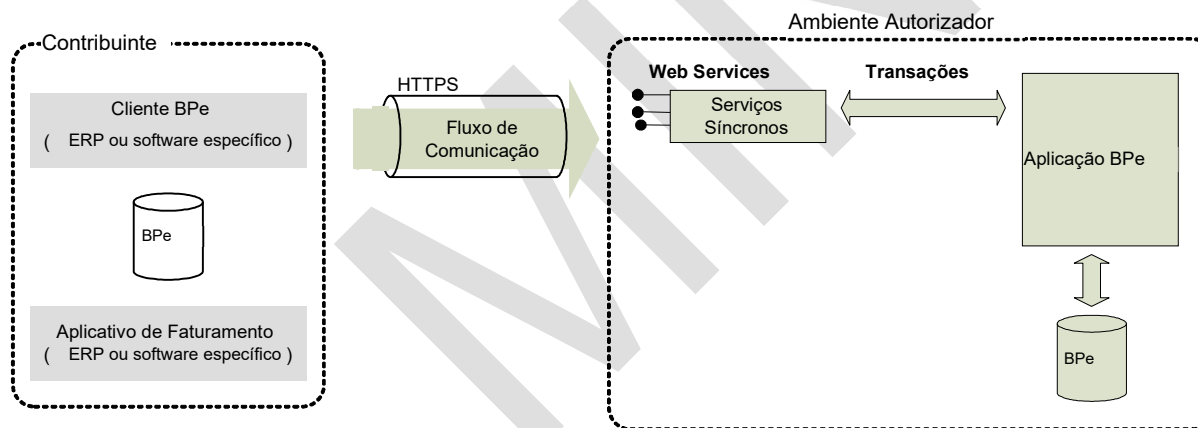 Contribuinte
Cliente BPe
( ERP ou software específico )
BPe
Aplicativo de Faturamento
( ERP ou software específico )
HTTPS
Fluxo de
Comunicação
Ambiente Autorizador
Web Services
Transações
Serviços
Síncronos
Aplicação BPe
BPe